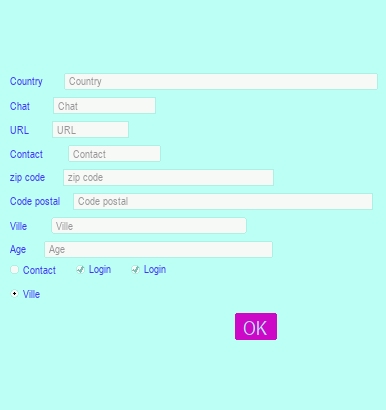 Country Country
Chat Chat
URL URL
Contact Contact
zip code zip code
Code postal Code postal
Ville Ville
Age Age
Contact Login Login
Ville
OK